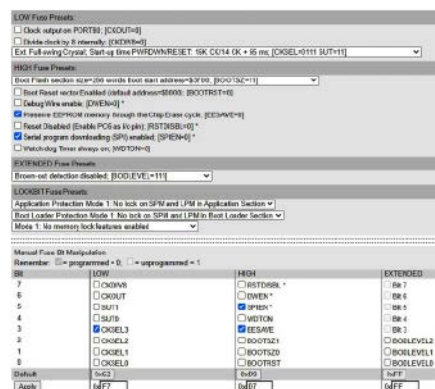 LOW Fuse Presets:
Clock output on PORTB0; [CKOUT=0]
Divide clock by 8 internally; [CKDIV8=0]
Ext. Full-swing Crystal; Start-up time PWRDWN/RESET: 16K CK/14 CK + 65 ms; [CKSEL=0111 SUT=11]
HIGH Fuse Presets:
Boot Flash section size=256 words Boot start address=$3F00; [BOOTSZ=11]
Boot Reset vector Enabled (default address=$0000); [BOOTRST=0]
Debug Wire enable; [DWEN=0] *
Preserve EEPROM memory through the Chip Erase cycle; [EESAVE=0]
Reset Disabled (Enable PC6 as i/o pin); [RSTDISBL=0] *
Serial program downloading (SPI) enabled; [SPIEN=0] *
Watch-dog Timer always on; [WDTON=0]
EXTENDED Fuse Presets
Brown-out detection disabled; [BODLEVEL=111]
LOCKBIT Fuse Presets:
Application Protection Mode 1: No lock on SPM and LPM in Application Section
Boot Loader Protection Mode 1: No lock on SPM and LPM in Boot Loader Section
Mode 1: No memory lock features enabled
Manual Fuse Bit Manipulation
Remember: = programmed = 0; = unprogrammed = 1
Bit LOW HIGH EXTENDED
7 CKDIV8 RSTDISBL * Bit 7
6 CKOUT DWEN * Bit 6
5 SUT1 SPIEN * Bit 5
4 SUT0 WDTON Bit 4
3 CKSEL3 EESAVE Bit 3
2 CKSEL2 BOOTSZ1 BODLEVEL2
1 CKSEL1 BOOTSZ0 BODLEVEL1
0 CKSEL0 BOOTRST BODLEVEL0
Default 0xD9 0xFF
Apply 0xF7 0xD7 0xFF